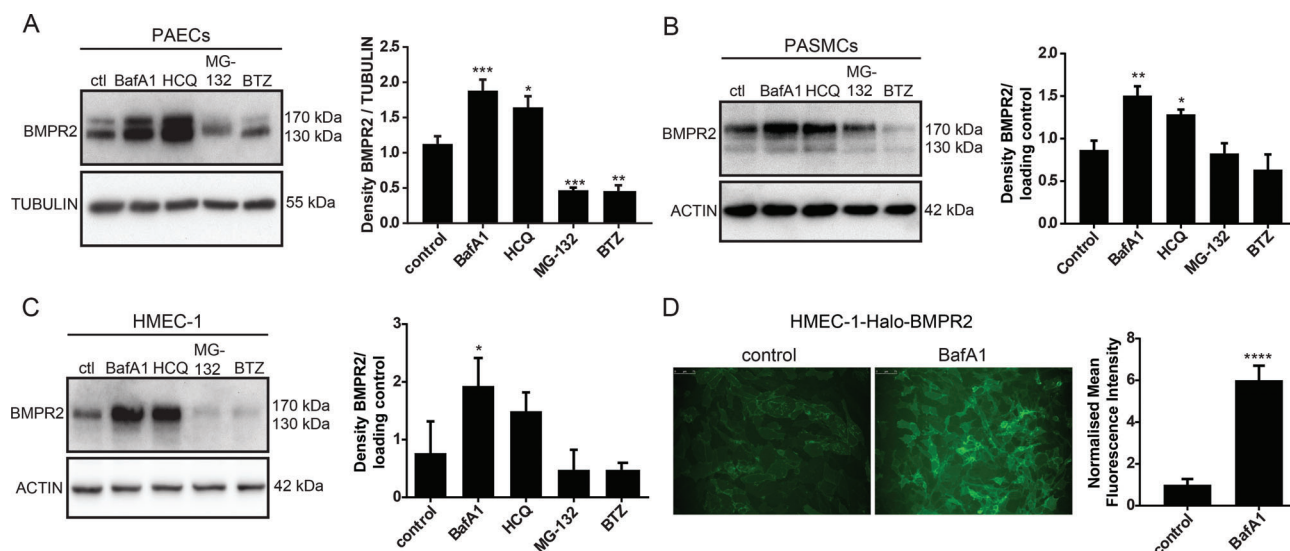 A
PAECs
ctl BafA1 HCQ MG-132 BTZ
BMPR2
170 kDa
130 kDa
TUBULIN
55 kDa
Density BMPR2 / TUBULIN
2.5
2.0
1.5
1.0
0.5
0.0
***
*
***
**
control
BafA1
HCQ
MG-132
BTZ
B
PASMCs
ctl BafA1 HCQ MG-132 BTZ
BMPR2
170 kDa
130 kDa
ACTIN
42 kDa
Density BMPR2/
loading control
2.0
1.5
1.0
0.5
0.0
**
*
Control
BafA1
HCQ
MG-132
BTZ
C
HMEC-1
ctl BafA1 HCQ MG-132 BTZ
BMPR2
170 kDa
130 kDa
ACTIN
42 kDa
Density BMPR2/
loading control
3
2
1
0
*
control
BafA1
HCQ
MG-132
BTZ
D
HMEC-1-Halo-BMPR2
control
BafA1
Normalised Mean
Fluorescence Intensity
8
6
4
2
0
****
control
BafA1